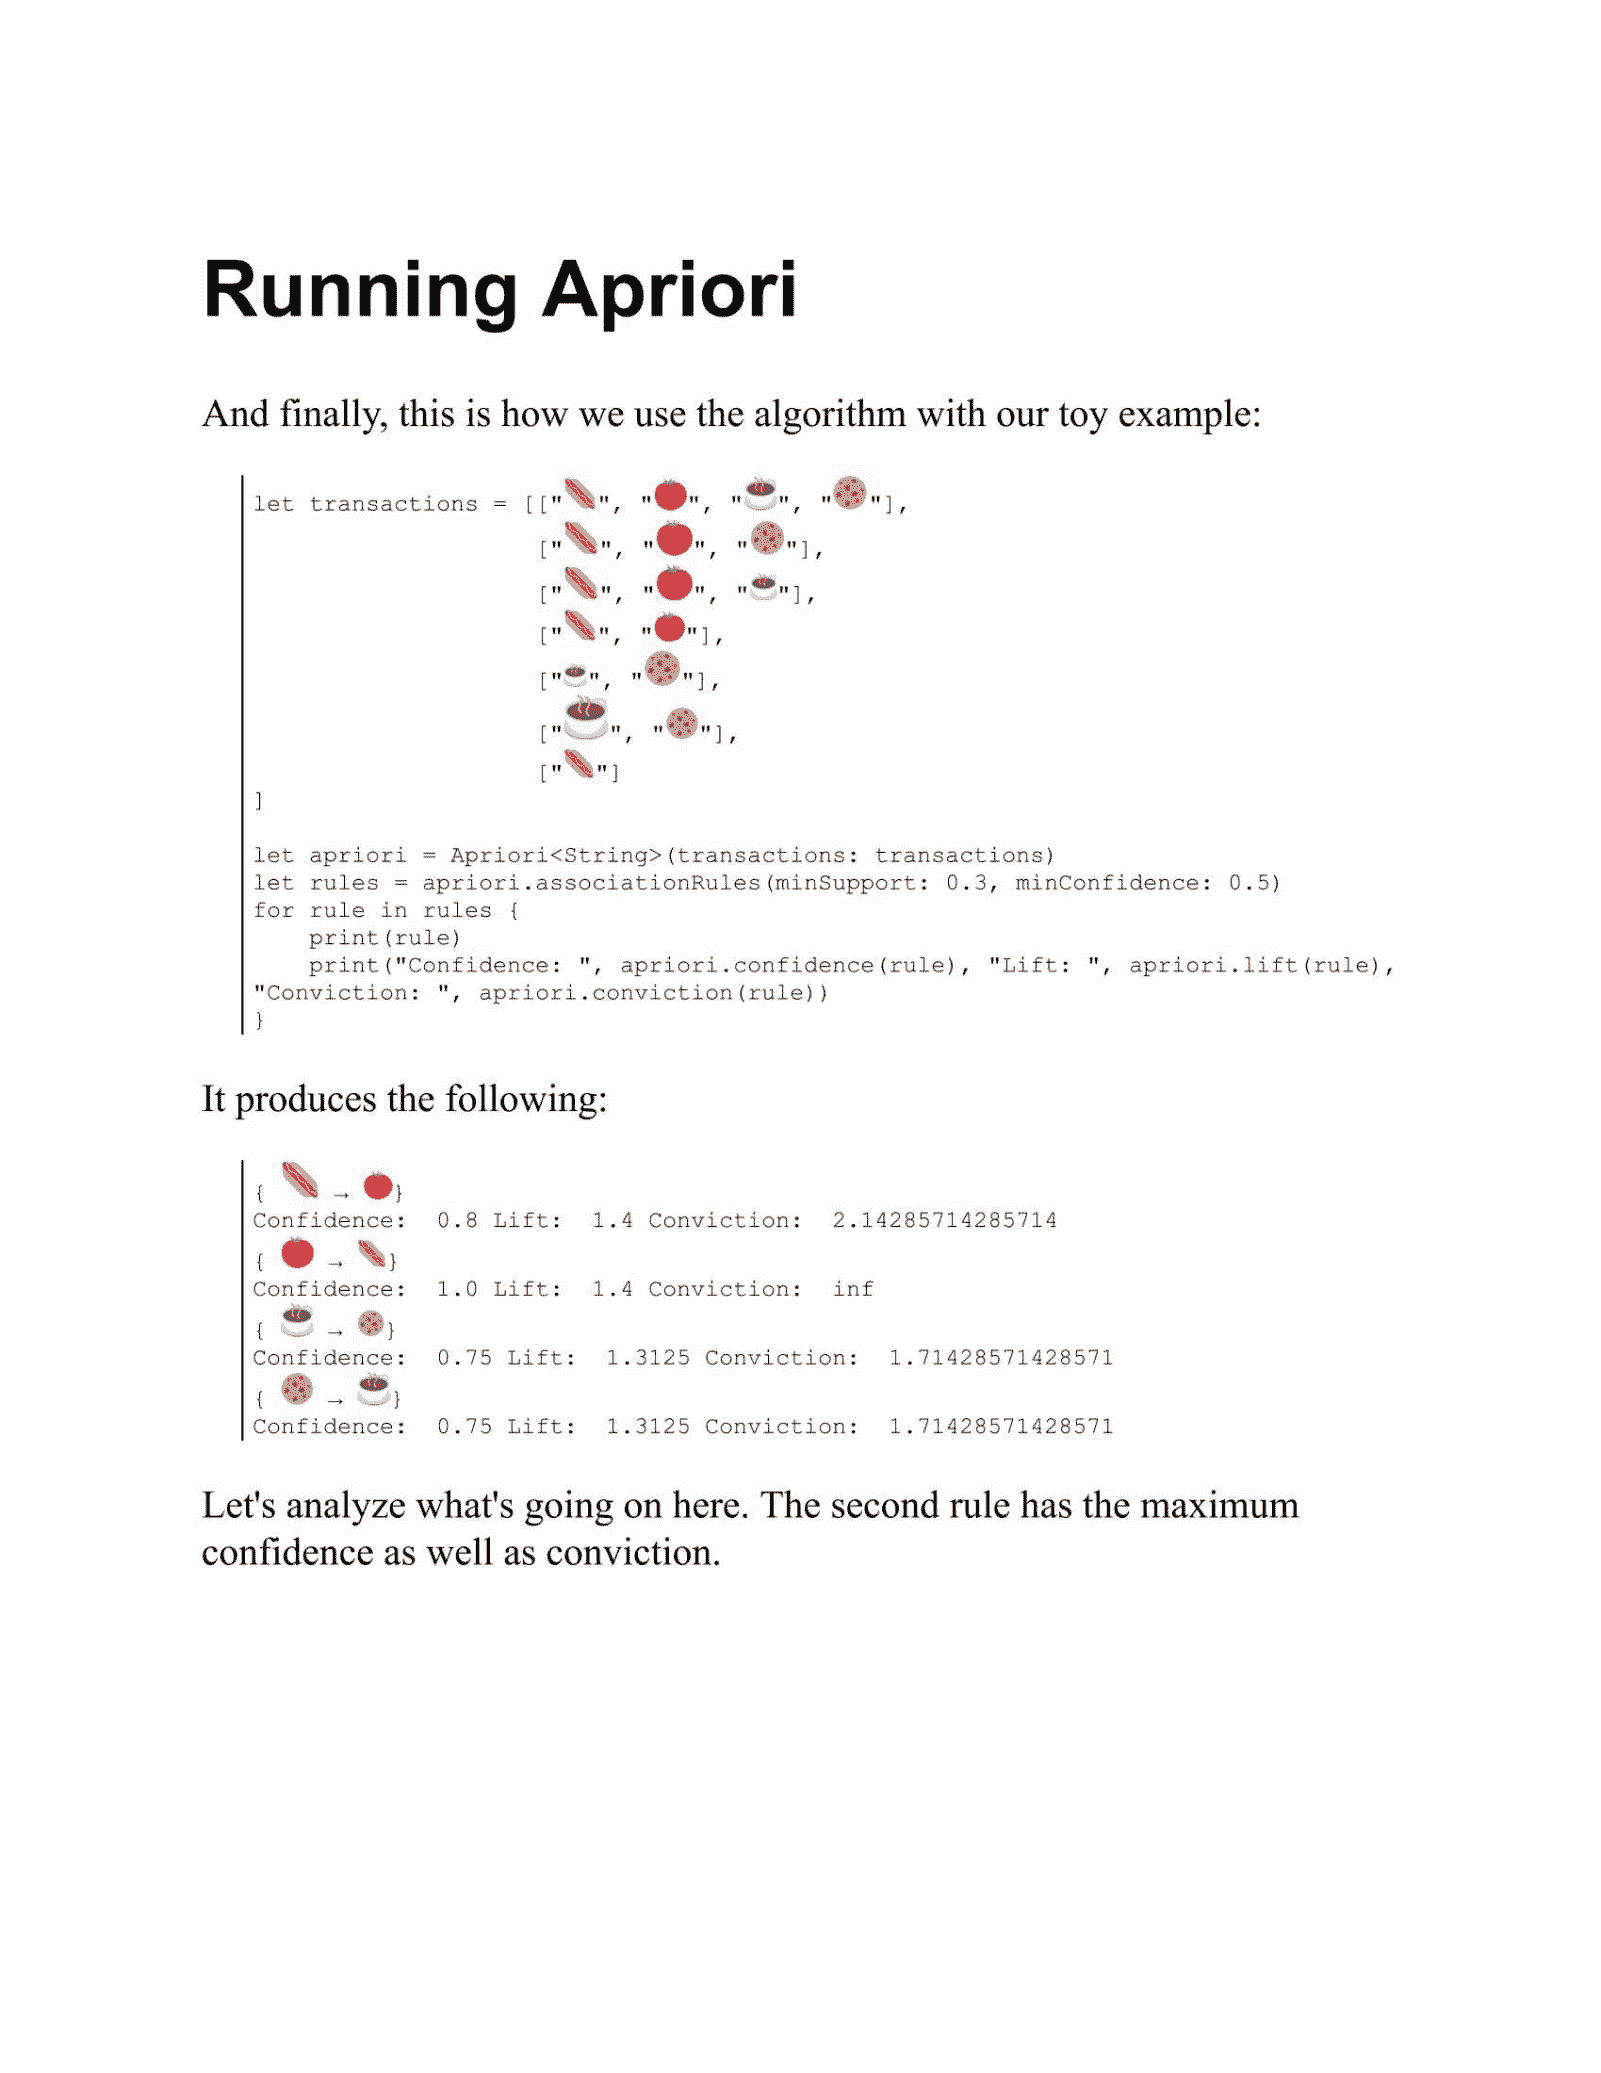 Running Apriori
And finally, this is how we use the algorithm with our toy example:
let transactions = [["🌭", "🍅", "☕", "🍪"],
["🌭", "🍅", "🍪"],
["🌭", "🍅", "☕"],
["🌭", "🍅"],
["☕", "🍪"],
["☕", "🍪"],
["🌭"]
]
let apriori = Apriori<String>(transactions: transactions)
let rules = apriori.associationRules(minSupport: 0.3, minConfidence: 0.5)
for rule in rules {
print(rule)
print("Confidence: ", apriori.confidence(rule), "Lift: ", apriori.lift(rule),
"Conviction: ", apriori.conviction(rule))
}
It produces the following:
{ 🌭 → 🍅}
Confidence: 0.8 Lift: 1.4 Conviction: 2.14285714285714
{ 🍅 → 🌭}
Confidence: 1.0 Lift: 1.4 Conviction: inf
{ ☕ → 🍪}
Confidence: 0.75 Lift: 1.3125 Conviction: 1.71428571428571
{ 🍪 → ☕}
Confidence: 0.75 Lift: 1.3125 Conviction: 1.71428571428571
Let's analyze what's going on here. The second rule has the maximum
confidence as well as conviction.